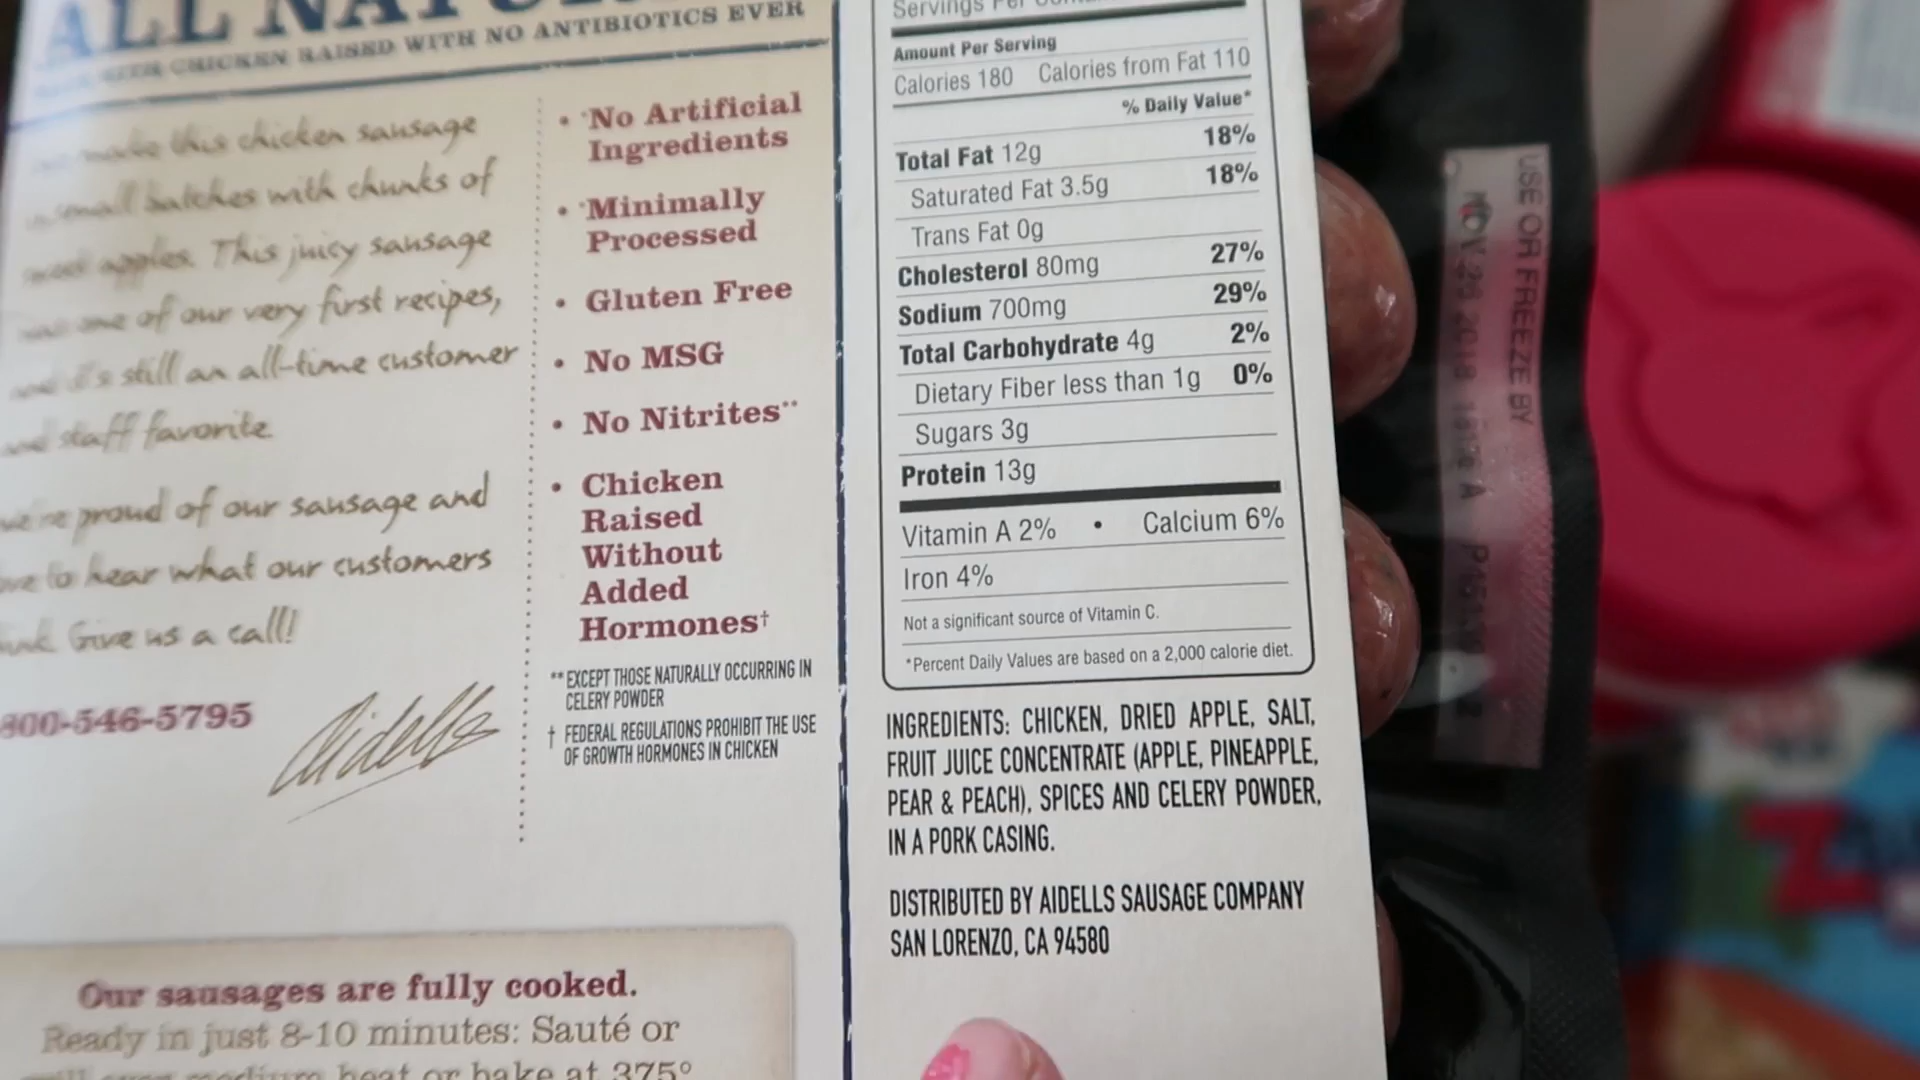 ALL
WITH CHICKEN RAISED WITH NO ANTIBIOTICS EVER
made this chicken sausage
small batches with chunks of
sweet apples. This juicy sausage
was one of our very first recipes,
and it's still an all-time customer
and staff favorite.
we're proud of our sausage and
to hear what our customers
Give us a call!
800-546-5795
Aidells
• No Artificial
Ingredients
• Minimally
Processed
• Gluten Free
• No MSG
• No Nitrites**
• Chicken
Raised
Without
Added
Hormones†
** EXCEPT THOSE NATURALLY OCCURRING IN
CELERY POWDER
† FEDERAL REGULATIONS PROHIBIT THE USE
OF GROWTH HORMONES IN CHICKEN
Our sausages are fully cooked.
Ready in just 8-10 minutes: Sauté or
medium heat or bake at 375°
Servings Per
Amount Per Serving
Calories 180 Calories from Fat 110
% Daily Value*
Total Fat 12g 18%
Saturated Fat 3.5g 18%
Trans Fat 0g
Cholesterol 80mg 27%
Sodium 700mg 29%
Total Carbohydrate 4g 2%
Dietary Fiber less than 1g 0%
Sugars 3g
Protein 13g
Vitamin A 2% • Calcium 6%
Iron 4%
Not a significant source of Vitamin C.
*Percent Daily Values are based on a 2,000 calorie diet.
INGREDIENTS: CHICKEN, DRIED APPLE, SALT,
FRUIT JUICE CONCENTRATE (APPLE, PINEAPPLE,
PEAR & PEACH), SPICES AND CELERY POWDER,
IN A PORK CASING.
DISTRIBUTED BY AIDELLS SAUSAGE COMPANY
SAN LORENZO, CA 94580
USE OR FREEZE BY
NOV 2018